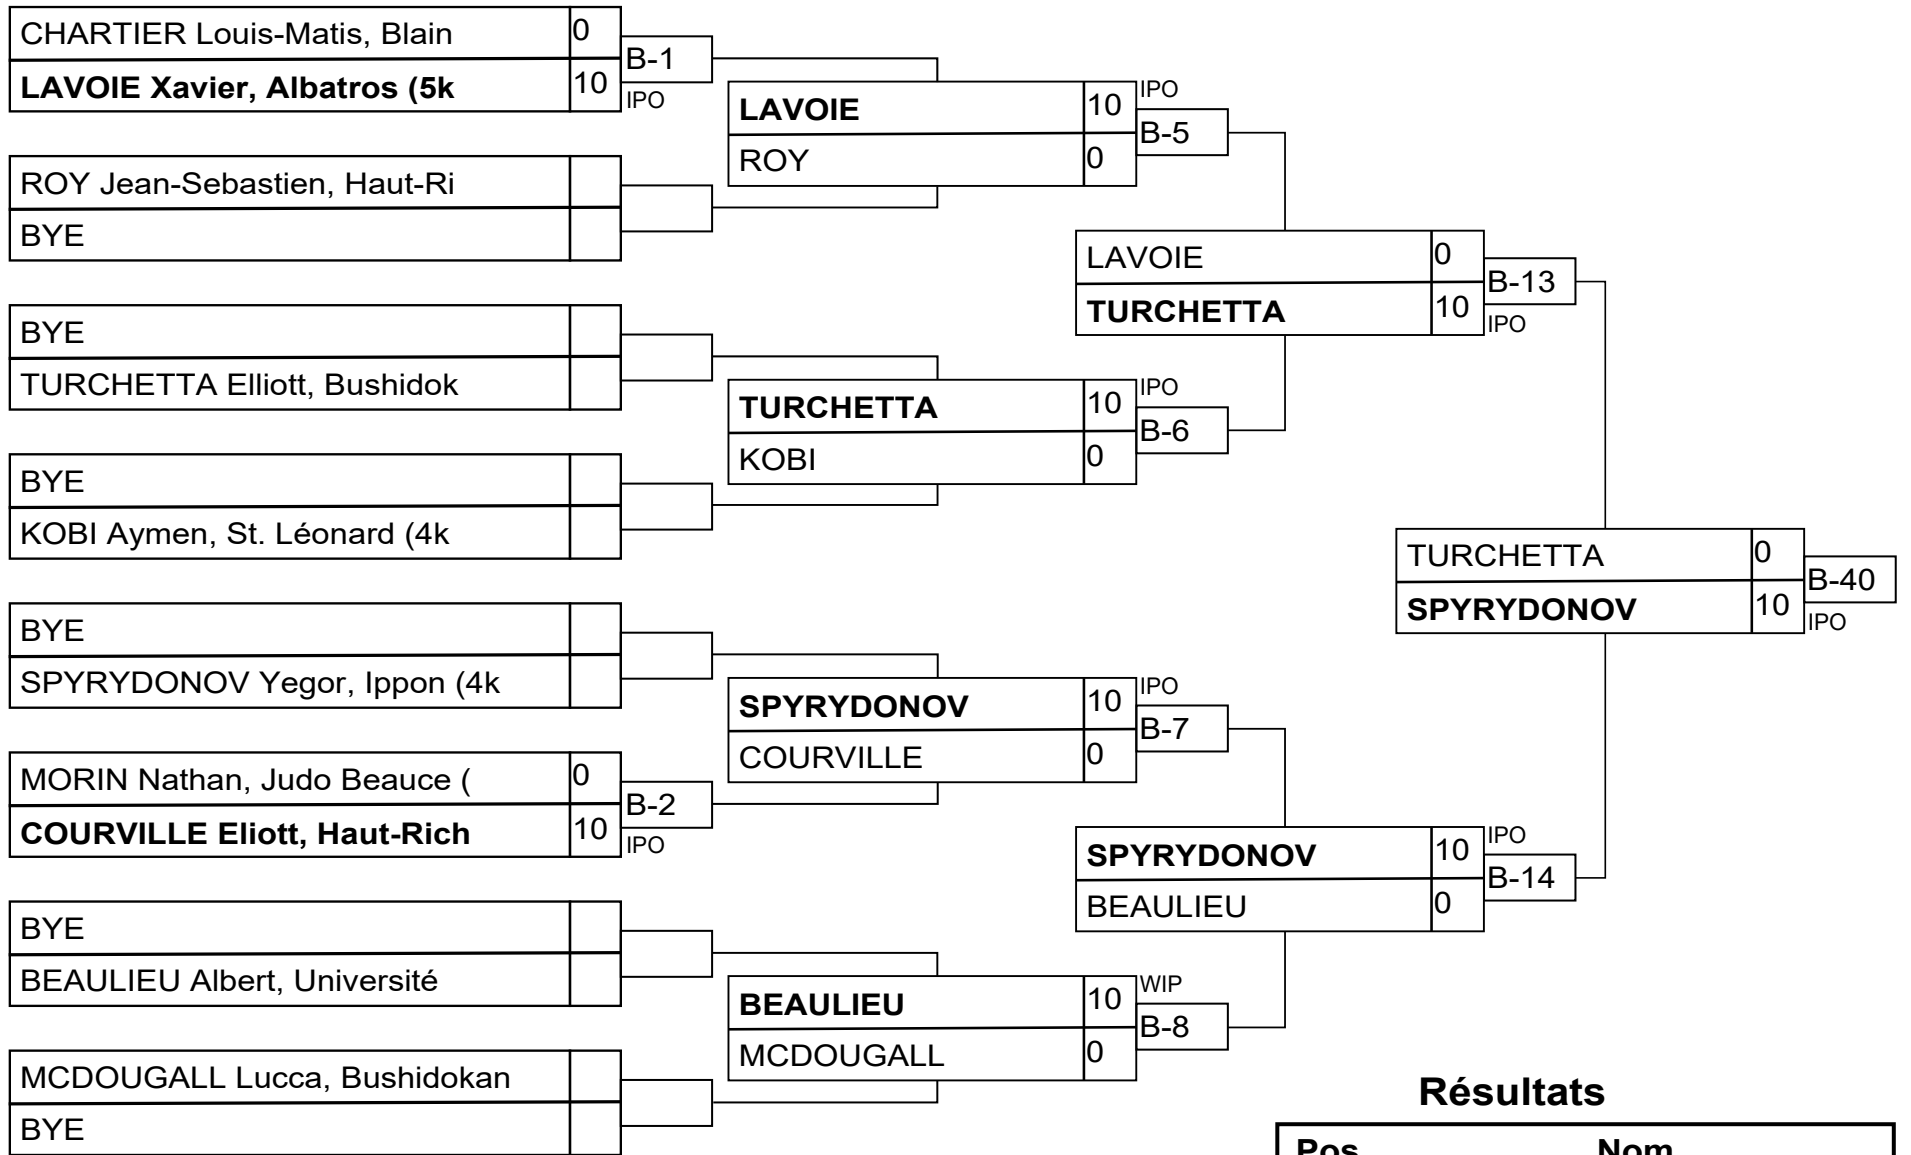 CHARTIER Louis-Matis, Blain 0
LAVOIE Xavier, Albatros (5k 10
B-1
IPO
ROY Jean-Sebastien, Haut-Ri
BYE
BYE
TURCHETTA Elliott, Bushidok
BYE
KOBI Aymen, St. Léonard (4k
BYE
SPYRYDONOV Yegor, Ippon (4k
MORIN Nathan, Judo Beauce ( 0
COURVILLE Eliott, Haut-Rich 10
B-2
IPO
BYE
BEAULIEU Albert, Université
MCDOUGALL Lucca, Bushidokan
BYE
LAVOIE 10
ROY 0
IPO
B-5
TURCHETTA 10
KOBI 0
IPO
B-6
SPYRYDONOV 10
COURVILLE 0
IPO
B-7
BEAULIEU 10
MCDOUGALL 0
WIP
B-8
LAVOIE 0
TURCHETTA 10
B-13
IPO
SPYRYDONOV 10
BEAULIEU 0
IPO
B-14
TURCHETTA 0
SPYRYDONOV 10
B-40
IPO
Résultats
Pos Nom